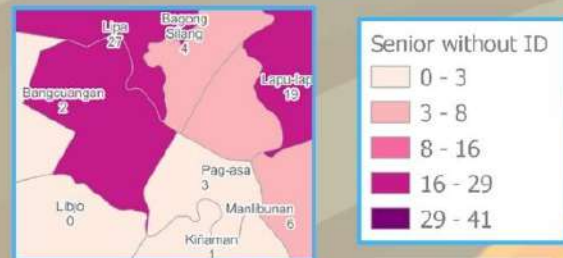 Lipa
27
Bagong
Silang
4
Lapu-lap
19
Bangcuangan
2
Pag-asa
3
Manlibunan
6
Libjo
0
Kiñaman
1
Senior without ID
0 - 3
3 - 8
8 - 16
16 - 29
29 - 41